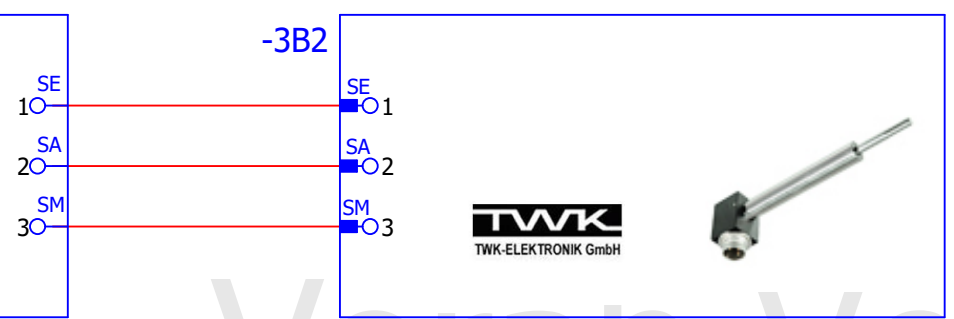 -3B2
SE SE
1 1
SA SA
2 2
SM SM
3 3
TWK
TWK-ELEKTRONIK GmbH